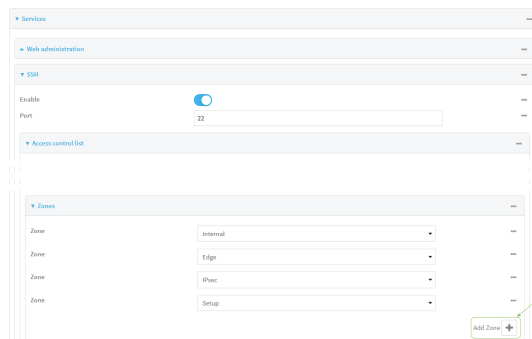 Services
Web administration
SSH
Enable
Port 22
Access control list
Zones
Zone Internal
Zone Edge
Zone IPsec
Zone Setup
Add Zone